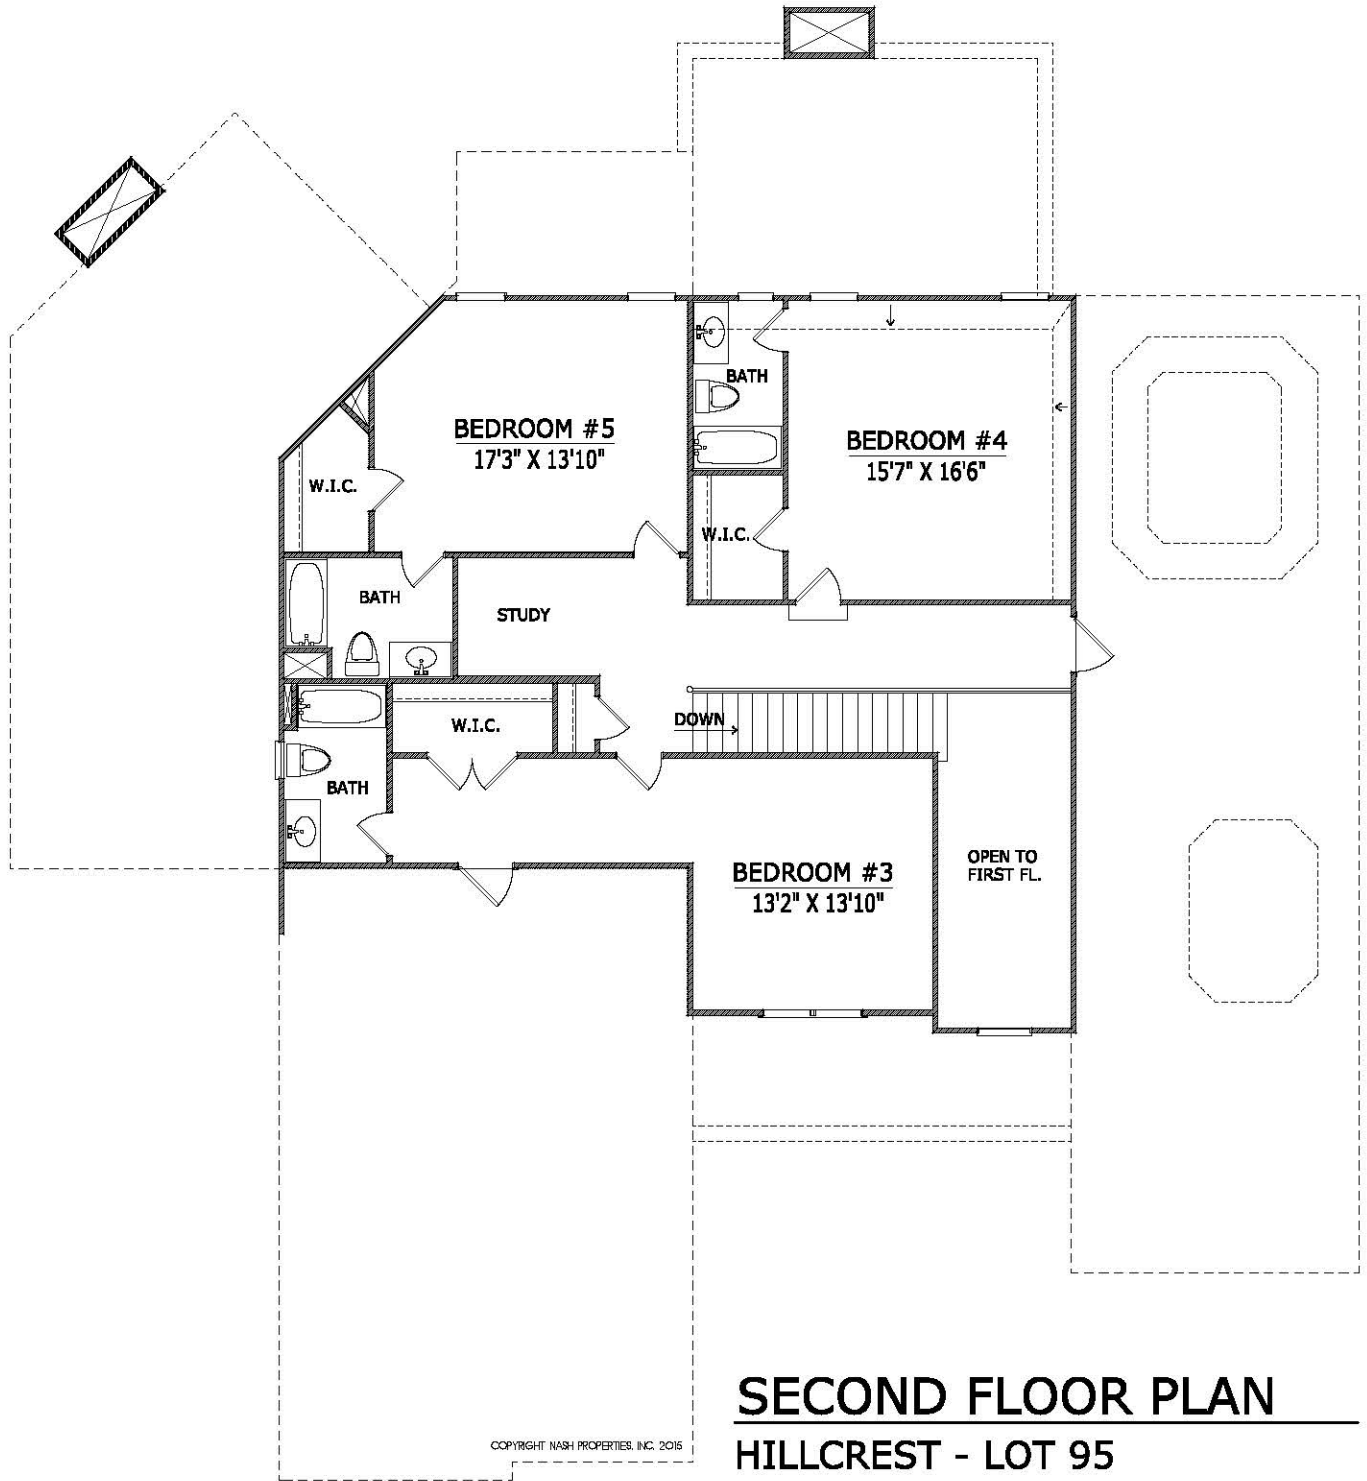 BATH
BEDROOM #5
17'3" X 13'10"
BEDROOM #4
15'7" X 16'6"
W.I.C.
W.I.C.
BATH
STUDY
DOWN
W.I.C.
BATH
BEDROOM #3
13'2" X 13'10"
OPEN TO
FIRST FL.
SECOND FLOOR PLAN
HILLCREST - LOT 95
COPYRIGHT NASH PROPERTIES, INC. 2015